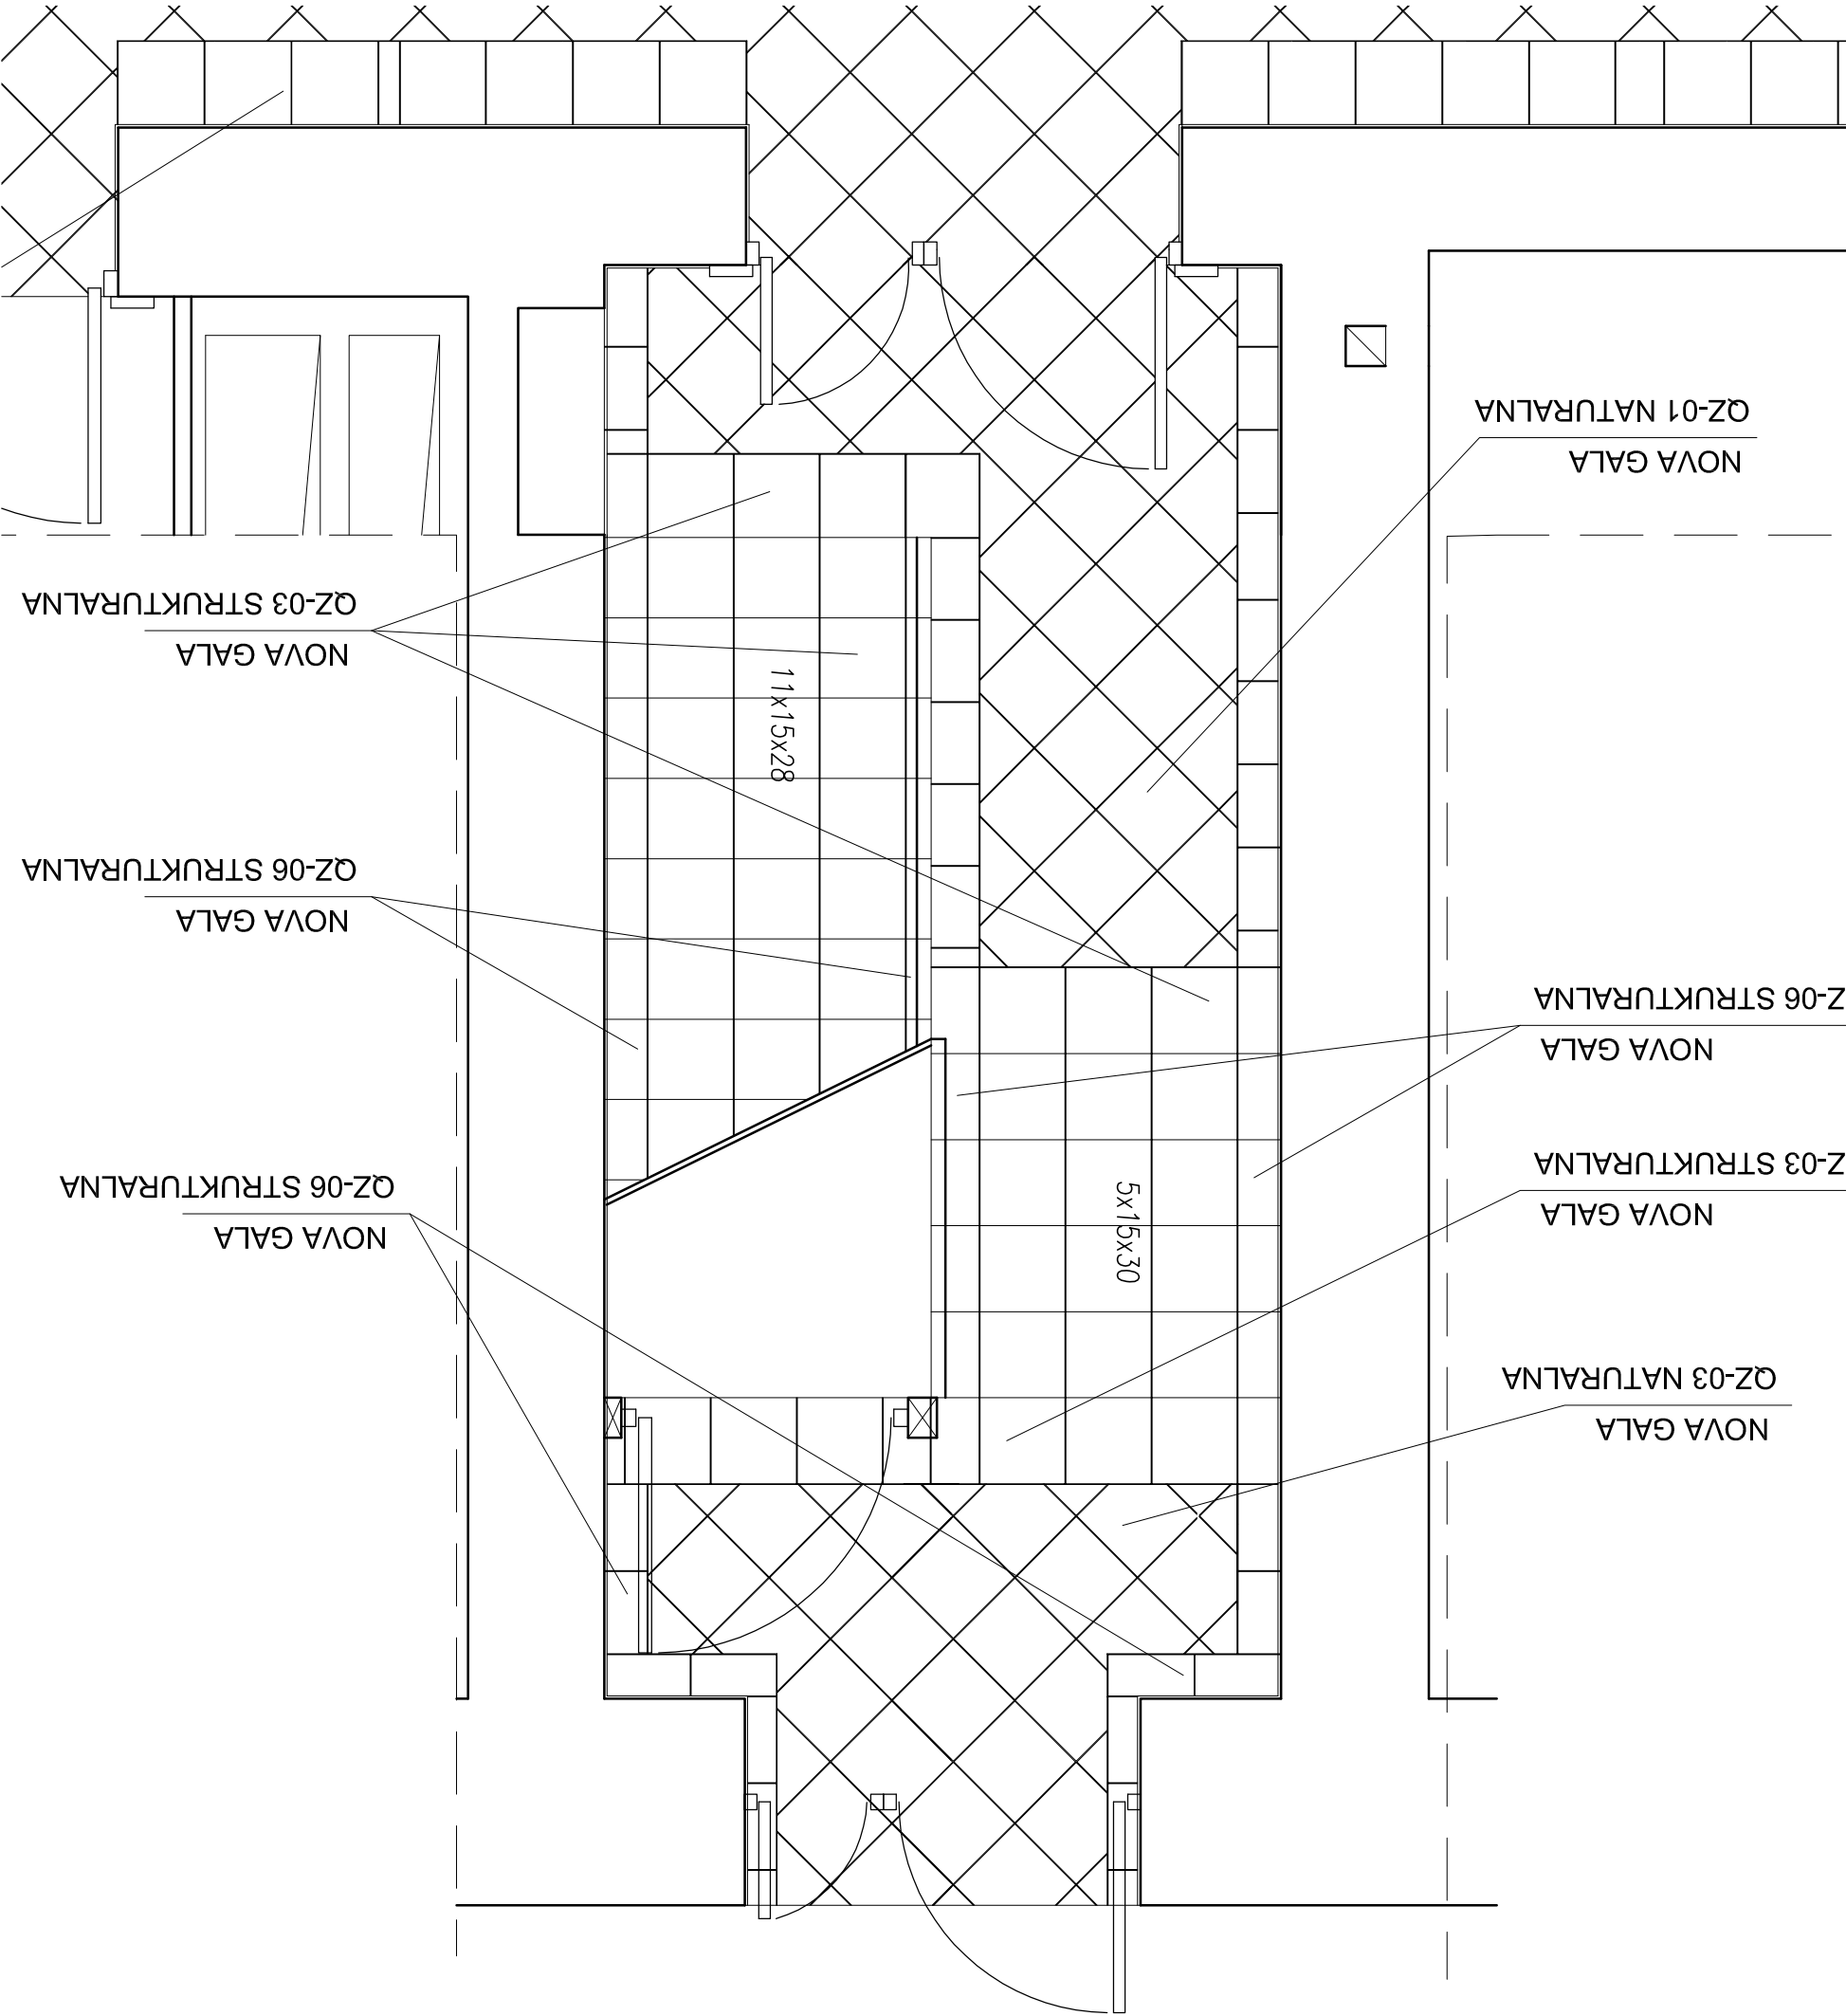 NOVA GALA
QZ-03 NATURALNA
NOVA GALA
QZ-06 STRUKTURALNA
NOVA GALA
Z-03 STRUKTURALNA
5x15x30
NOVA GALA
Z-06 STRUKTURALNA
NOVA GALA
QZ-06 STRUKTURALNA
11x15x28
NOVA GALA
QZ-03 STRUKTURALNA
NOVA GALA
QZ-01 NATURALNA